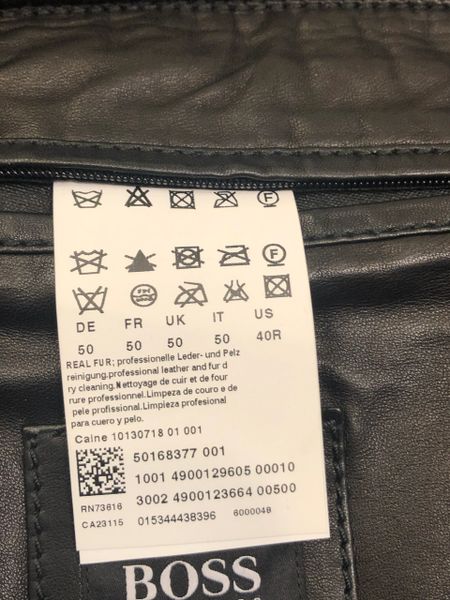 F
F
DE FR UK IT US
50 50 50 50 40R
REAL FUR; professionelle Leder- und Pelz
reinigung.professional leather and fur d
ry cleaning.Nettoyage de cuir et de four
rure professionnel.Limpeza de couro e de
pele profissional.Limpieza profesional
para cuero y pelo.
Caine 10130718 01 001
50168377 001
1001 4900129605 00010
RN73616 3002 4900123664 00500
CA23115 015344438396 6000048
BOSS